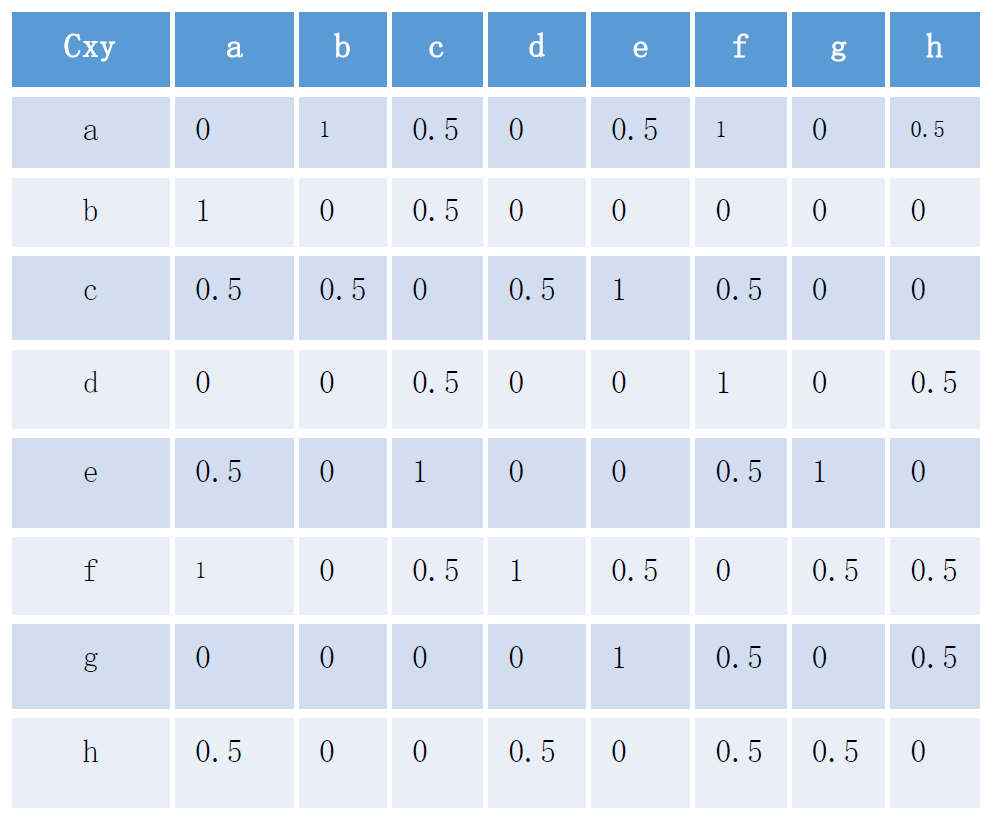 Cxy a b c d e f g h
a 0 1 0.5 0 0.5 1 0 0.5
b 1 0 0.5 0 0 0 0 0
c 0.5 0.5 0 0.5 1 0.5 0 0
d 0 0 0.5 0 0 1 0 0.5
e 0.5 0 1 0 0 0.5 1 0
f 1 0 0.5 1 0.5 0 0.5 0.5
g 0 0 0 0 1 0.5 0 0.5
h 0.5 0 0 0.5 0 0.5 0.5 0